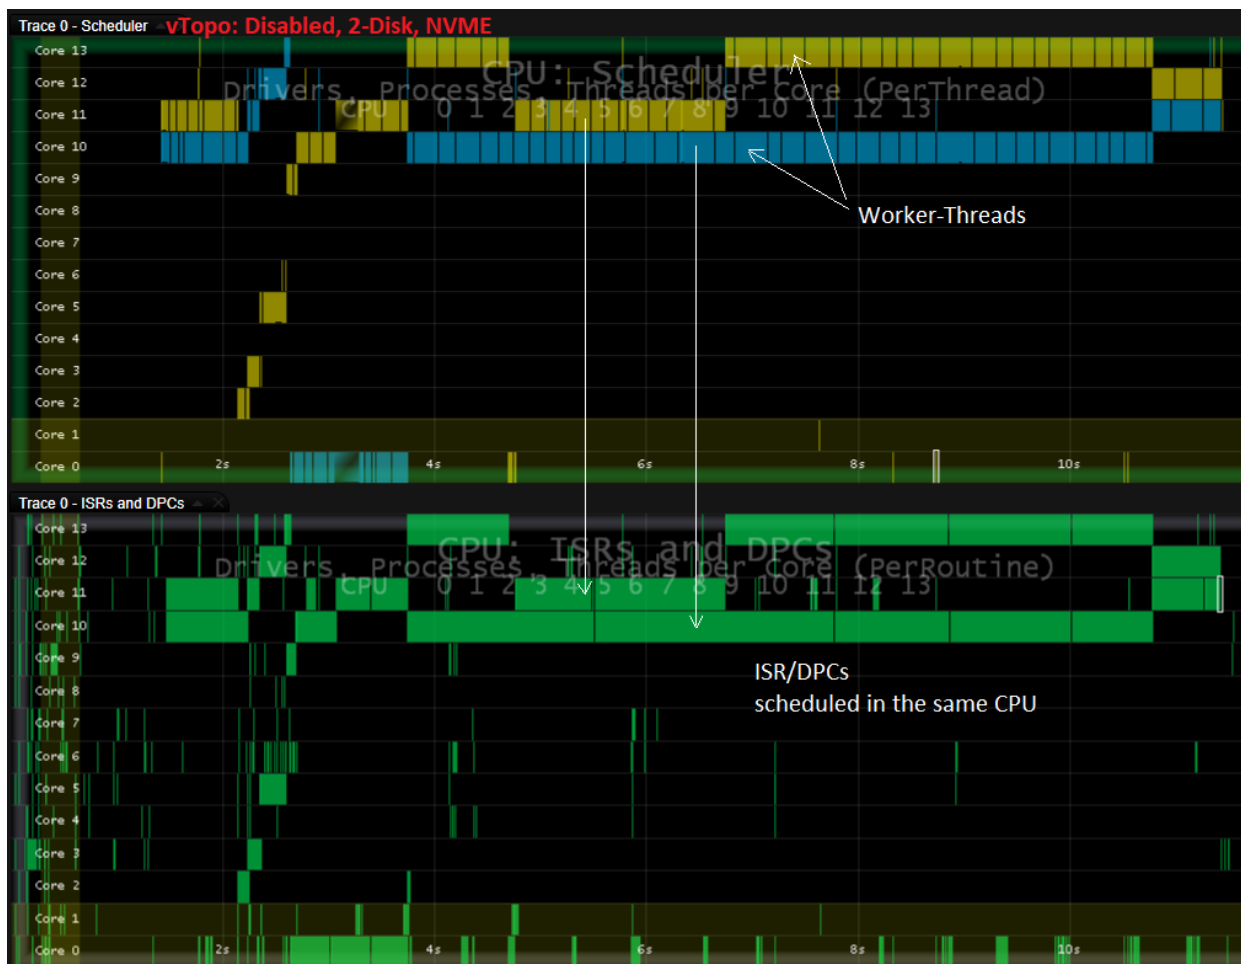 Trace 0 - Scheduler
vTopo: Disabled, 2-Disk, NVME
Core 13
CPU: Scheduler
Core 12
Drivers, Processes, Threads per Core (PerThread)
Core 11
CPU 0 1 2 3 4 5 6 7 8 9 10 11 12 13
Core 10
Core 9
Core 8
Worker-Threads
Core 7
Core 6
Core 5
Core 4
Core 3
Core 2
Core 1
Core 0
2s 4s 6s 8s 10s
Trace 0 - ISRs and DPCs
Core 13
CPU: ISRs and DPCs
Core 12
Drivers, Processes, Threads per Core (PerRoutine)
Core 11
CPU 0 1 2 3 4 5 6 7 8 9 10 11 12 13
Core 10
Core 9
ISR/DPCs
Core 8
scheduled in the same CPU
Core 7
Core 6
Core 5
Core 4
Core 3
Core 2
Core 1
Core 0
2s 4s 6s 8s 10s